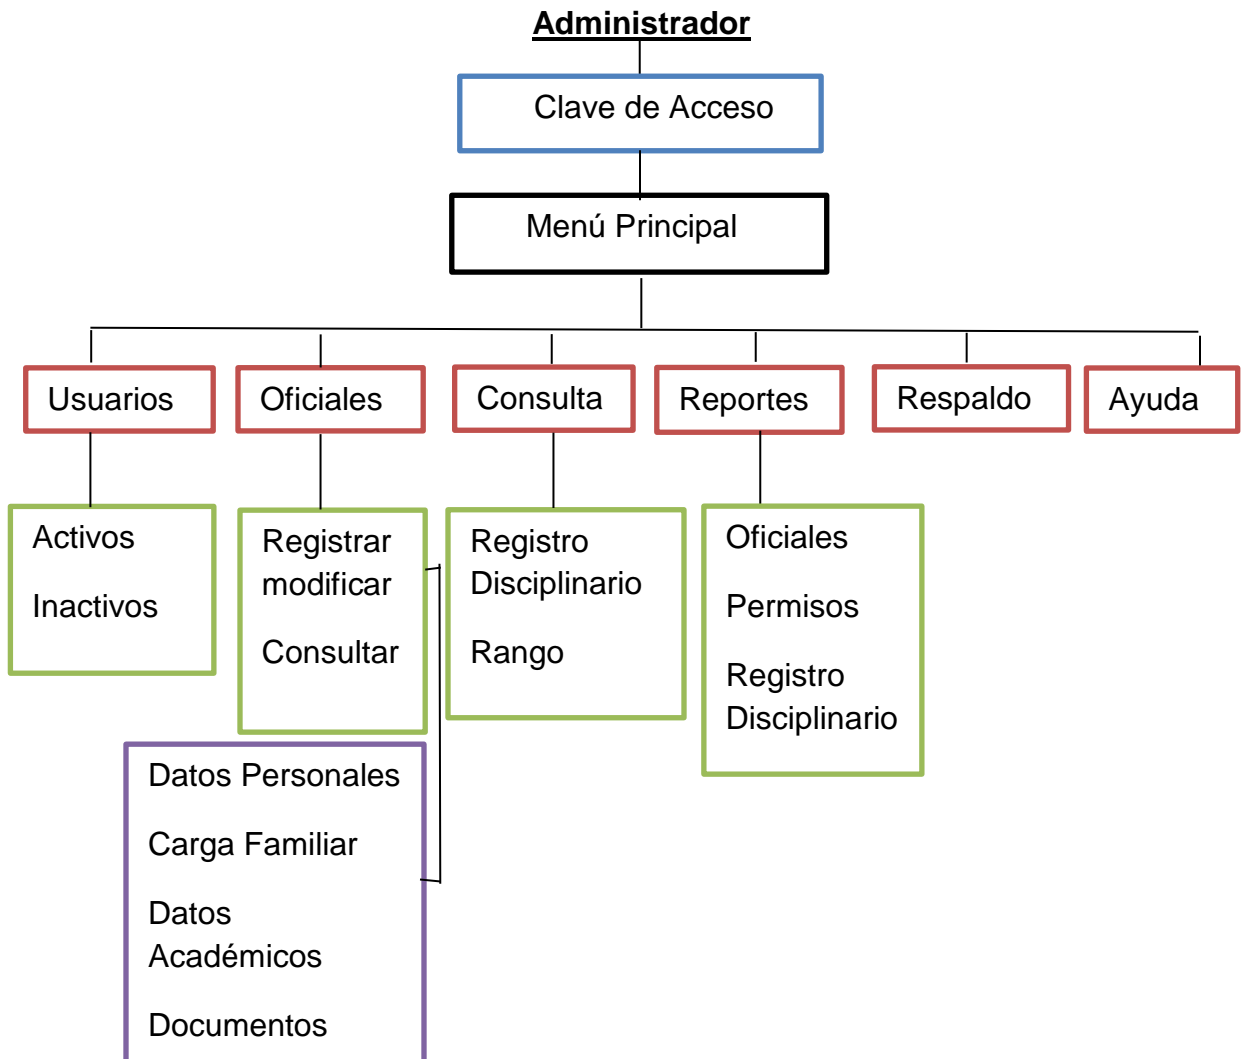 Administrador
Clave de Acceso
Menú Principal
Usuarios
Oficiales
Consulta
Reportes
Respaldo
Ayuda
Activos
Inactivos
Registrar
modificar
Consultar
Registro
Disciplinario
Rango
Oficiales
Permisos
Registro
Disciplinario
Datos Personales
Carga Familiar
Datos
Académicos
Documentos